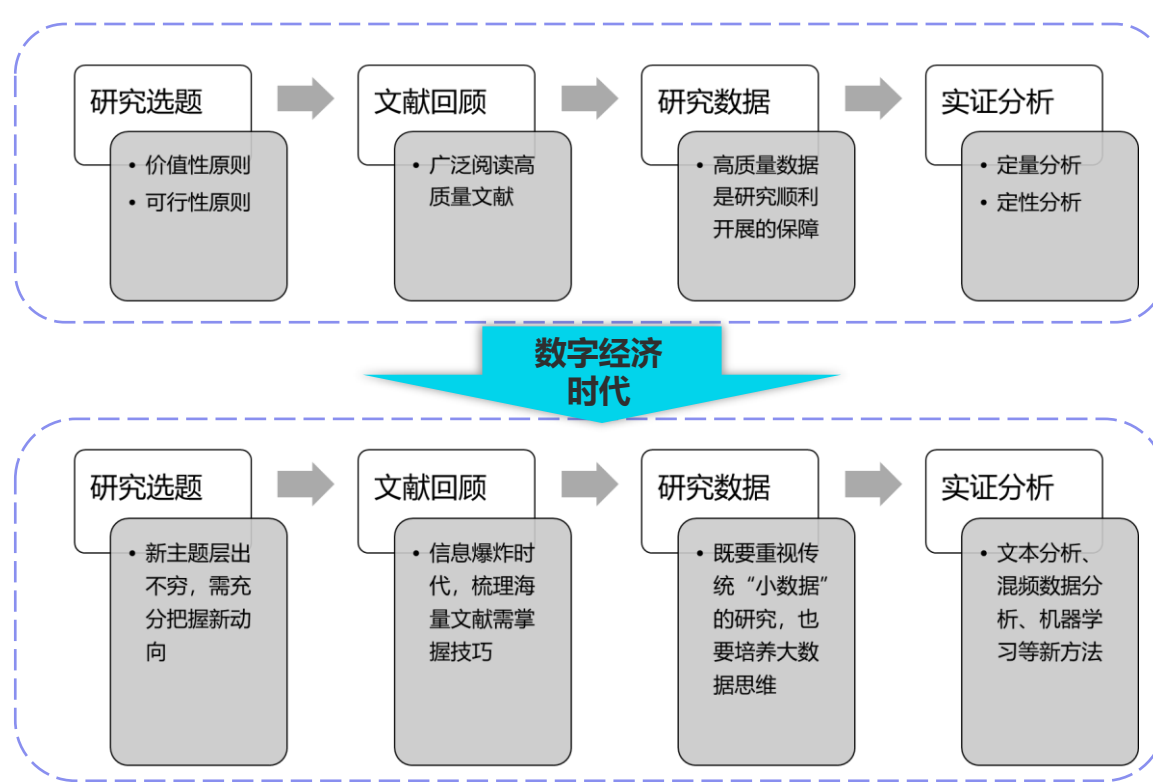 研究选题
• 价值性原则
• 可行性原则
文献回顾
• 广泛阅读高
质量文献
研究数据
• 高质量数据
是研究顺利
开展的保障
实证分析
• 定量分析
• 定性分析
数字经济
时代
研究选题
• 新主题层出
不穷，需充
分把握新动
向
文献回顾
• 信息爆炸时
代，梳理海
量文献需掌
握技巧
研究数据
• 既要重视传
统“小数据”
的研究，也
要培养大数
据思维
实证分析
• 文本分析、
混频数据分
析、机器学
习等新方法